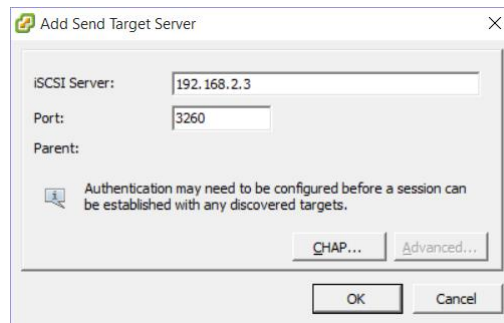 Add Send Target Server
iSCSI Server: 192.168.2.3
Port: 3260
Parent:
Authentication may need to be configured before a session can
be established with any discovered targets.
CHAP... Advanced...
OK Cancel